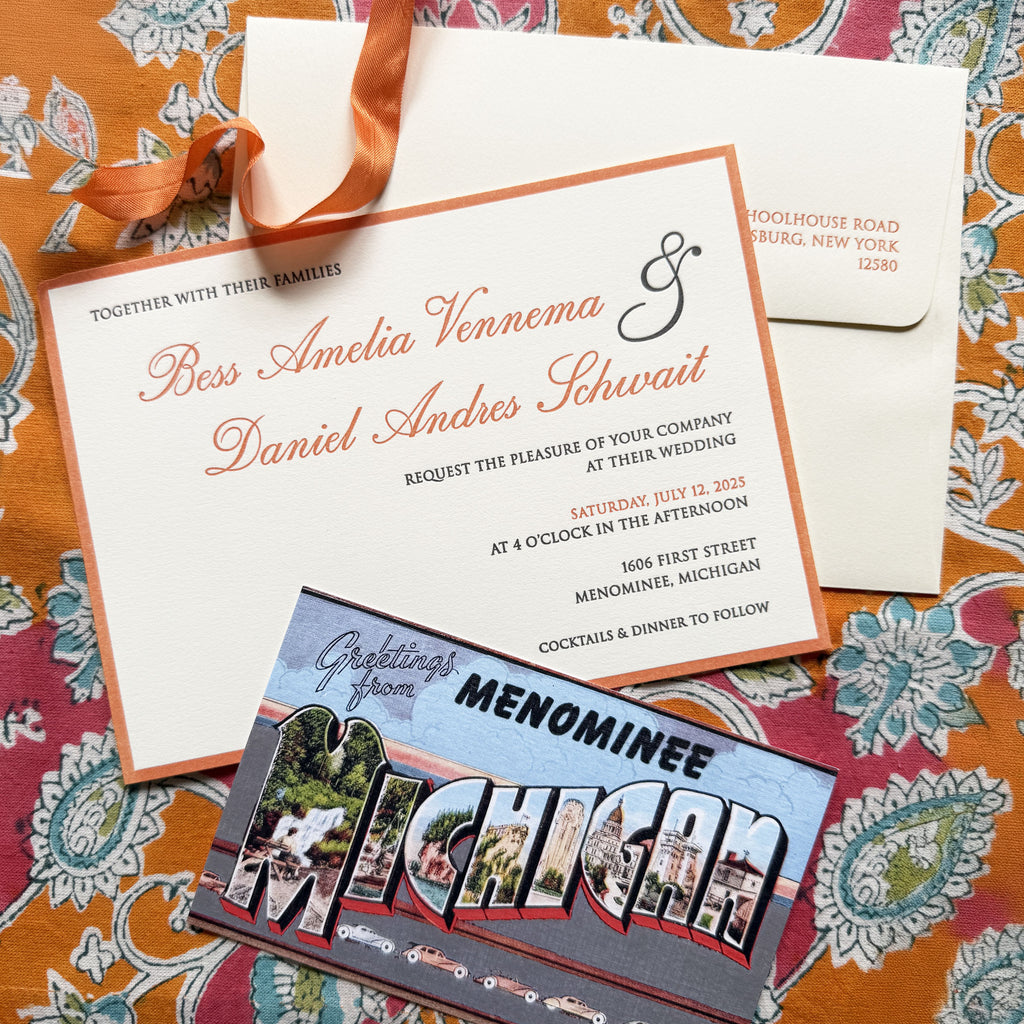 HOOLHOUSE ROAD
SBURG, NEW YORK
12580
TOGETHER WITH THEIR FAMILIES
Bess Amelia Vennema &
Daniel Andres Schwait
REQUEST THE PLEASURE OF YOUR COMPANY
AT THEIR WEDDING
SATURDAY, JULY 12, 2025
AT 4 O'CLOCK IN THE AFTERNOON
1606 FIRST STREET
MENOMINEE, MICHIGAN
COCKTAILS & DINNER TO FOLLOW
Greetings
from
MENOMINEE
MICHIGAN